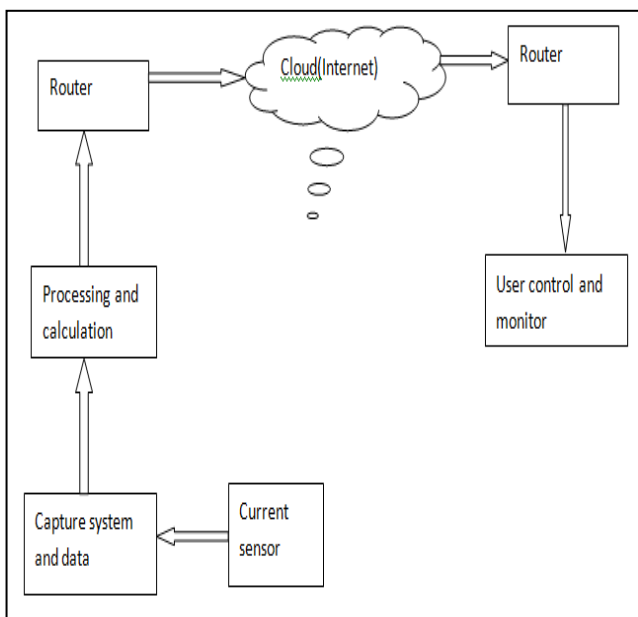 Router
Cloud(Internet)
Router
Processing and
calculation
User control and
monitor
Capture system
and data
Current
sensor